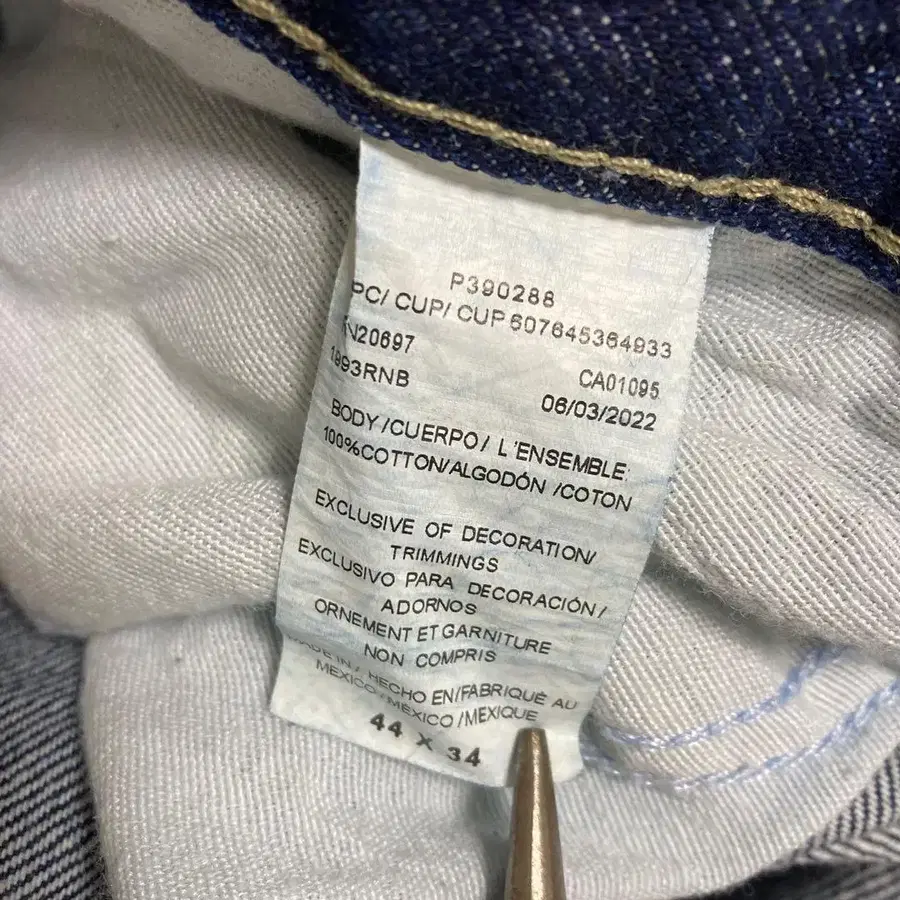 P390288
PC/ CUP/ CUP 607645364933
N20697
CA01095
1993RNB
06/03/2022
BODY/CUERPO/ L'ENSEMBLE:
100%COTTON/ALGODÓN /COTON
EXCLUSIVE OF DECORATION/
TRIMMINGS
EXCLUSIVO PARA DECORACIÓN/
ADORNOS
ORNEMENT ET GARNITURE
NON COMPRIS
MADE IN / HECHO EN/FABRIQUÉ AU
MEXICO /MÉXICO /MEXIQUE
44 X 34